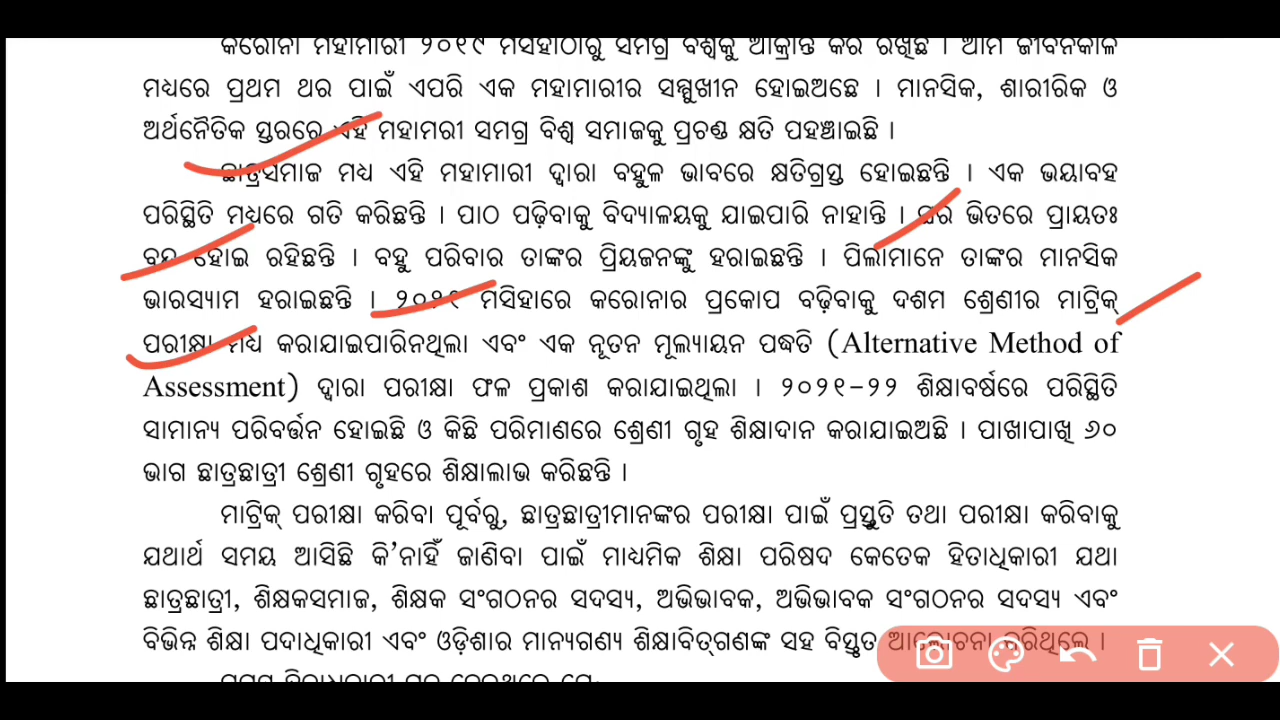 କରୋନା ମହାମାରୀ ୨୦୧୯ ମସିହାଠାରୁ ସମଗ୍ର ବିଶ୍ୱକୁ ଆକ୍ରାନ୍ତ କରି ରଖିଛି । ଆମ ଜୀବନକାଳ
ମଧ୍ୟରେ ପ୍ରଥମ ଥର ପାଇଁ ଏପରି ଏକ ମହାମାରୀର ସମ୍ମୁଖୀନ ହୋଇଅଛେ । ମାନସିକ, ଶାରୀରିକ ଓ
ଅର୍ଥନୈତିକ ସ୍ତରରେ ଏହି ମହାମରୀ ସମଗ୍ର ବିଶ୍ୱ ସମାଜକୁ ପ୍ରଚଣ୍ଡ କ୍ଷତି ପହଞ୍ଚାଇଛି ।
ଛାତ୍ରସମାଜ ମଧ୍ୟ ଏହି ମହାମାରୀ ଦ୍ୱାରା ବହୁଳ ଭାବରେ କ୍ଷତିଗ୍ରସ୍ତ ହୋଇଛନ୍ତି । ଏକ ଭୟାବହ
ପରିସ୍ଥିତି ମଧ୍ୟରେ ଗତି କରିଛନ୍ତି । ପାଠ ପଢ଼ିବାକୁ ବିଦ୍ୟାଳୟକୁ ଯାଇପାରି ନାହାନ୍ତି । ଘର ଭିତରେ ପ୍ରାୟତଃ
ବନ୍ଦ ହୋଇ ରହିଛନ୍ତି । ବହୁ ପରିବାର ତାଙ୍କର ପ୍ରିୟଜନଙ୍କୁ ହରାଇଛନ୍ତି । ପିଲାମାନେ ତାଙ୍କର ମାନସିକ
ଭାରସ୍ୟାମ ହରାଇଛନ୍ତି । ୨୦୨୧ ମସିହାରେ କରୋନାର ପ୍ରକୋପ ବଢ଼ିବାକୁ ଦଶମ ଶ୍ରେଣୀର ମାଟ୍ରିକ୍
ପରୀକ୍ଷା ମଧ୍ୟ କରାଯାଇପାରିନଥିଲା ଏବଂ ଏକ ନୂତନ ମୂଲ୍ୟାୟନ ପଦ୍ଧତି (Alternative Method of
Assessment) ଦ୍ୱାରା ପରୀକ୍ଷା ଫଳ ପ୍ରକାଶ କରାଯାଇଥିଲା । ୨୦୨୧-୨୨ ଶିକ୍ଷାବର୍ଷରେ ପରିସ୍ଥିତି
ସାମାନ୍ୟ ପରିବର୍ତ୍ତନ ହୋଇଛି ଓ କିଛି ପରିମାଣରେ ଶ୍ରେଣୀ ଗୃହ ଶିକ୍ଷାଦାନ କରାଯାଇଅଛି । ପାଖାପାଖି ୬୦
ଭାଗ ଛାତ୍ରଛାତ୍ରୀ ଶ୍ରେଣୀ ଗୃହରେ ଶିକ୍ଷାଲାଭ କରିଛନ୍ତି ।
ମାଟ୍ରିକ୍ ପରୀକ୍ଷା କରିବା ପୂର୍ବରୁ, ଛାତ୍ରଛାତ୍ରୀମାନଙ୍କର ପରୀକ୍ଷା ପାଇଁ ପ୍ରସ୍ତୁତି ତଥା ପରୀକ୍ଷା କରିବାକୁ
ଯଥାର୍ଥ ସମୟ ଆସିଛି କି’ନାହିଁ ଜାଣିବା ପାଇଁ ମାଧ୍ୟମିକ ଶିକ୍ଷା ପରିଷଦ କେତେକ ହିତାଧିକାରୀ ଯଥା
ଛାତ୍ରଛାତ୍ରୀ, ଶିକ୍ଷକସମାଜ, ଶିକ୍ଷକ ସଂଗଠନର ସଦସ୍ୟ, ଅଭିଭାବକ, ଅଭିଭାବକ ସଂଗଠନର ସଦସ୍ୟ ଏବଂ
ବିଭିନ୍ନ ଶିକ୍ଷା ପଦାଧିକାରୀ ଏବଂ ଓଡ଼ିଶାର ମାନ୍ୟଗଣ୍ୟ ଶିକ୍ଷାବିତ୍‌ଗଣଙ୍କ ସହ ବିସ୍ତୃତ ଆଲୋଚନା କରିଥିଲେ ।